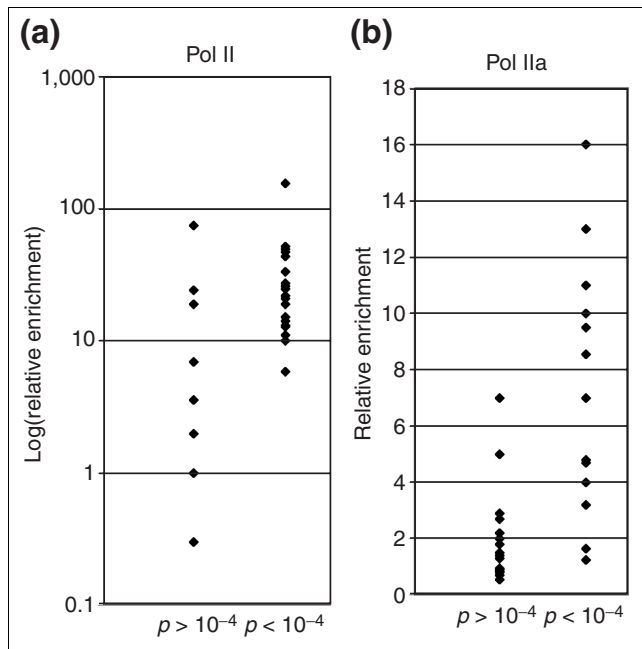 (a)
Pol II
1,000
100
10
1
0.1
Log(relative enrichment)
p > 10⁻⁴ p < 10⁻⁴
(b)
Pol IIa
18
16
14
12
10
8
6
4
2
0
Relative enrichment
p > 10⁻⁴ p < 10⁻⁴